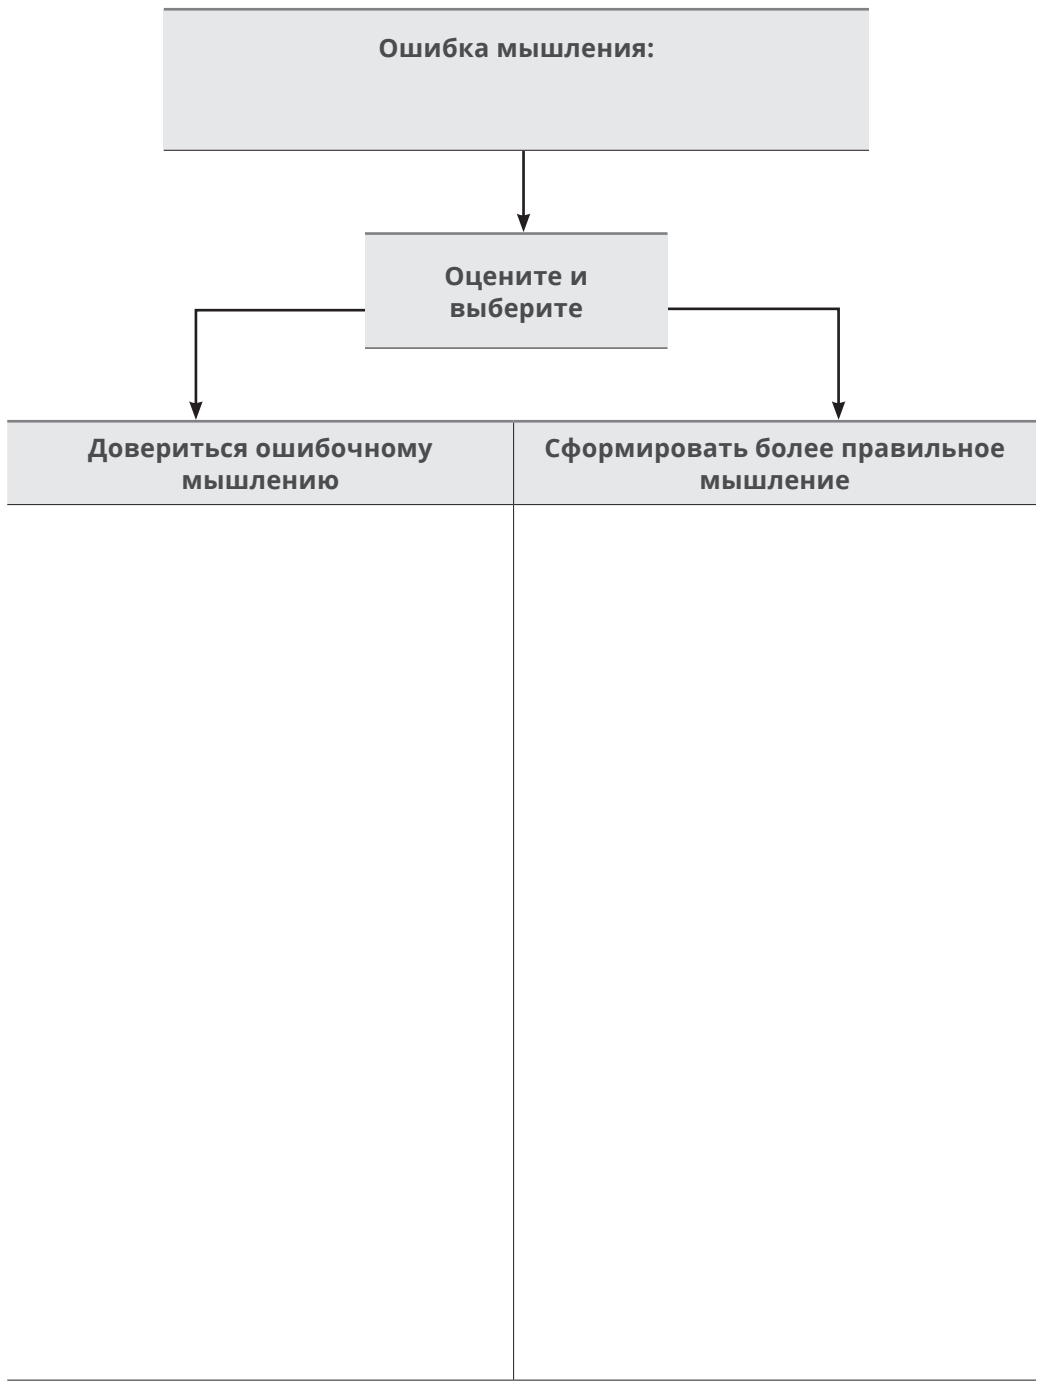 Ошибка мышления:
Оцените и
выберите
Довериться ошибочному
мышлению
Сформировать более правильное
мышление